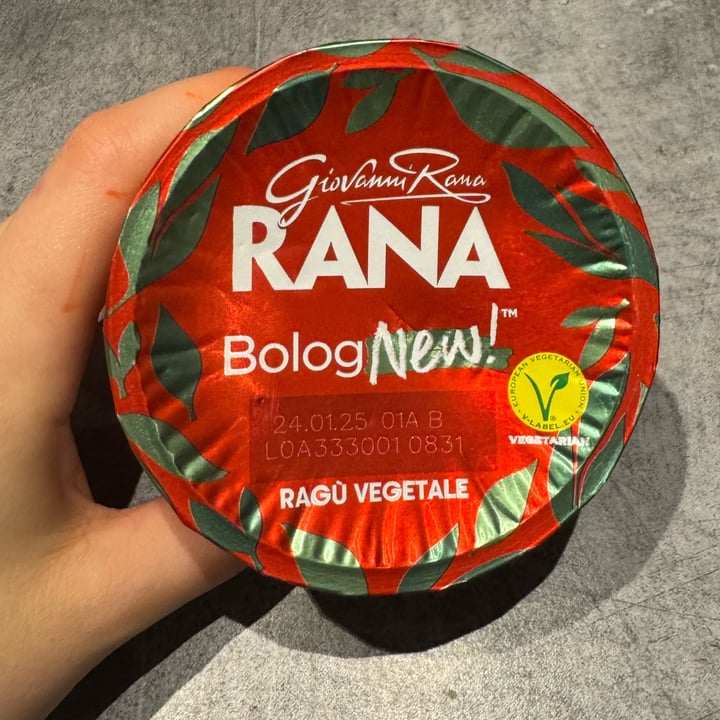 Giovanni Rana
RANA
BologNew!™
24.01.25 01A B
L0A333001 0831
RAGÙ VEGETALE
EUROPEAN VEGETARIAN UNION
V-LABEL.EU
VEGETARIAN